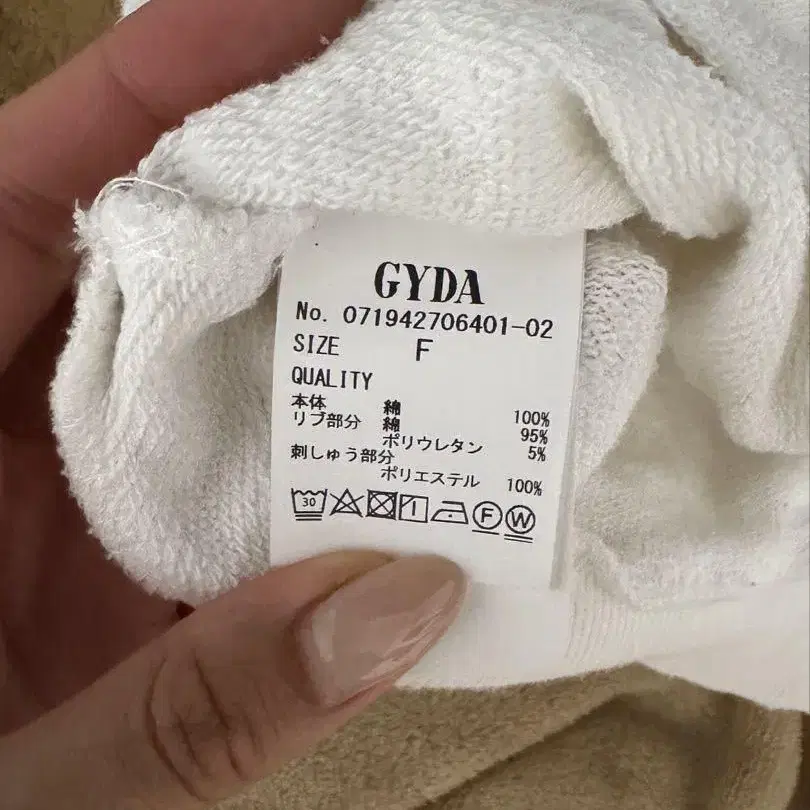 GYDA
No. 071942706401-02
SIZE F
QUALITY
本体 綿 100%
リブ部分 綿 95%
ポリウレタン 5%
刺しゅう部分
ポリエステル 100%
30 F W